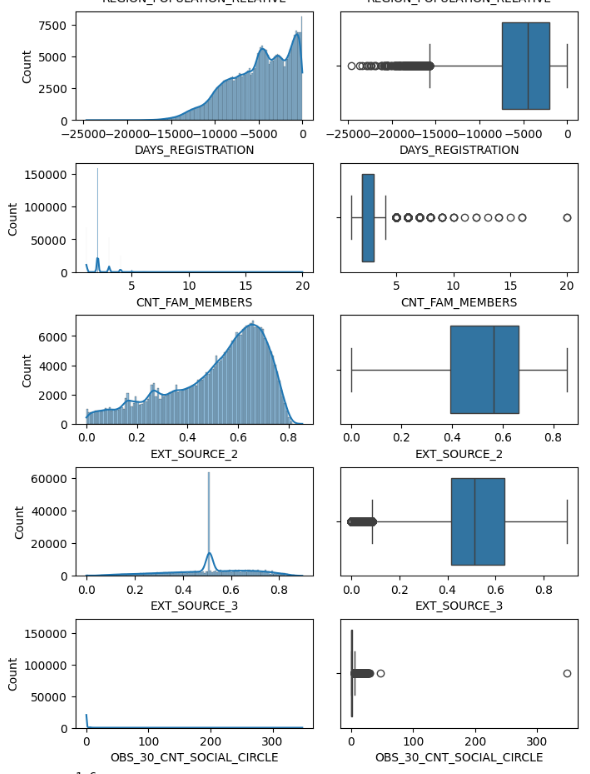 REGION_POPULATION_RELATIVE REGION_POPULATION_RELATIVE
7500
5000
2500
0
Count
−25000 −20000 −15000 −10000 −5000 0
DAYS_REGISTRATION
−25000 −20000 −15000 −10000 −5000 0
DAYS_REGISTRATION
150000
100000
50000
0
Count
5 10 15 20
CNT_FAM_MEMBERS
5 10 15 20
CNT_FAM_MEMBERS
6000
4000
2000
0
Count
0.0 0.2 0.4 0.6 0.8
EXT_SOURCE_2
0.0 0.2 0.4 0.6 0.8
EXT_SOURCE_2
60000
40000
20000
0
Count
0.0 0.2 0.4 0.6 0.8
EXT_SOURCE_3
0.0 0.2 0.4 0.6 0.8
EXT_SOURCE_3
150000
100000
50000
0
Count
0 100 200 300
OBS_30_CNT_SOCIAL_CIRCLE
0 100 200 300
OBS_30_CNT_SOCIAL_CIRCLE